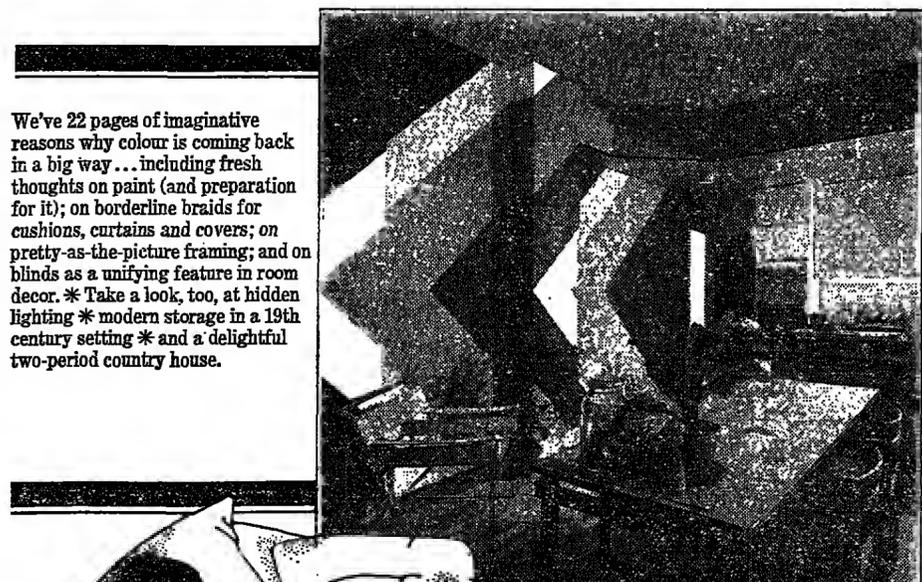 We've 22 pages of imaginative
reasons why colour is coming back
in a big way...including fresh
thoughts on paint (and preparation
for it); on borderline braids for
cushions, curtains and covers; on
pretty-as-the-picture framing; and on
blinds as a unifying feature in room
decor. * Take a look, too, at hidden
lighting * modern storage in a 19th
century setting * and a delightful
two-period country house.